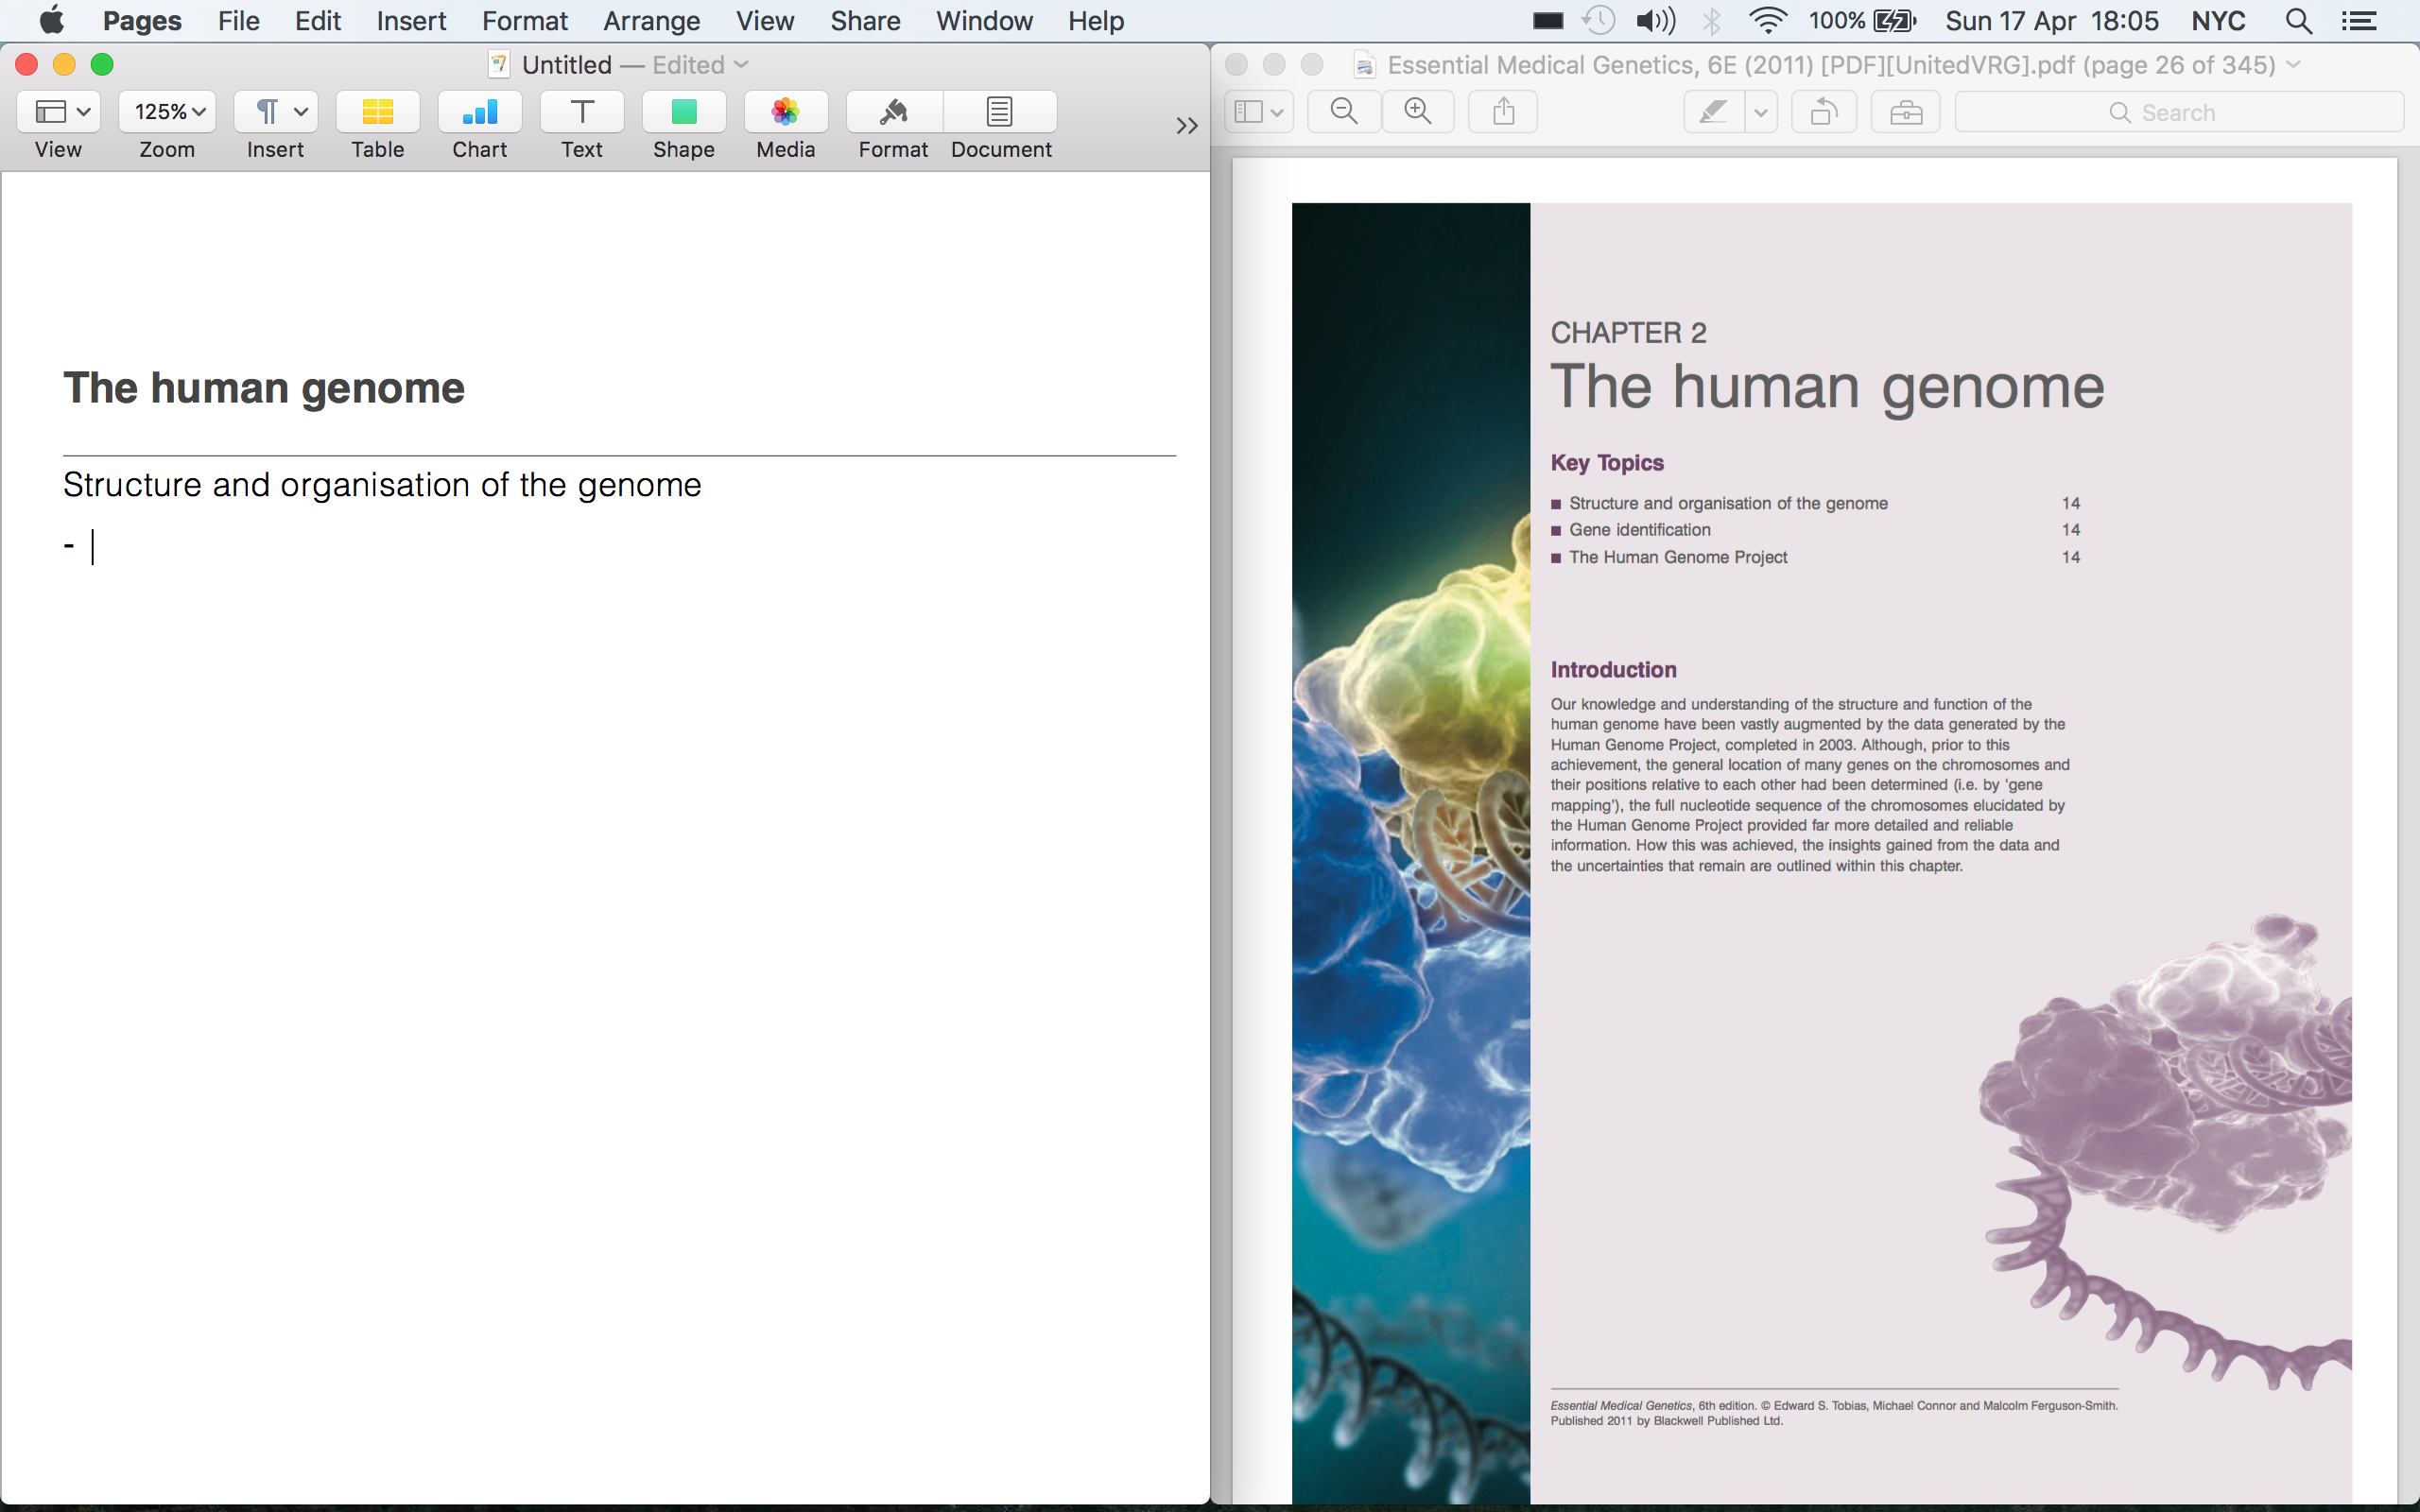 Pages File Edit Insert Format Arrange View Share Window Help 100% Sun 17 Apr 18:05 NYC
Untitled — Edited
125%
View Zoom Insert Table Chart Text Shape Media Format Document
The human genome
Structure and organisation of the genome
-
Essential Medical Genetics, 6E (2011) [PDF][UnitedVRG].pdf (page 26 of 345)
Search
CHAPTER 2
The human genome
Key Topics
■ Structure and organisation of the genome 14
■ Gene identification 14
■ The Human Genome Project 14
Introduction
Our knowledge and understanding of the structure and function of the
human genome have been vastly augmented by the data generated by the
Human Genome Project, completed in 2003. Although, prior to this
achievement, the general location of many genes on the chromosomes and
their positions relative to each other had been determined (i.e. by ‘gene
mapping’), the full nucleotide sequence of the chromosomes elucidated by
the Human Genome Project provided far more detailed and reliable
information. How this was achieved, the insights gained from the data and
the uncertainties that remain are outlined within this chapter.
Essential Medical Genetics, 6th edition. © Edward S. Tobias, Michael Connor and Malcolm Ferguson-Smith.
Published 2011 by Blackwell Published Ltd.